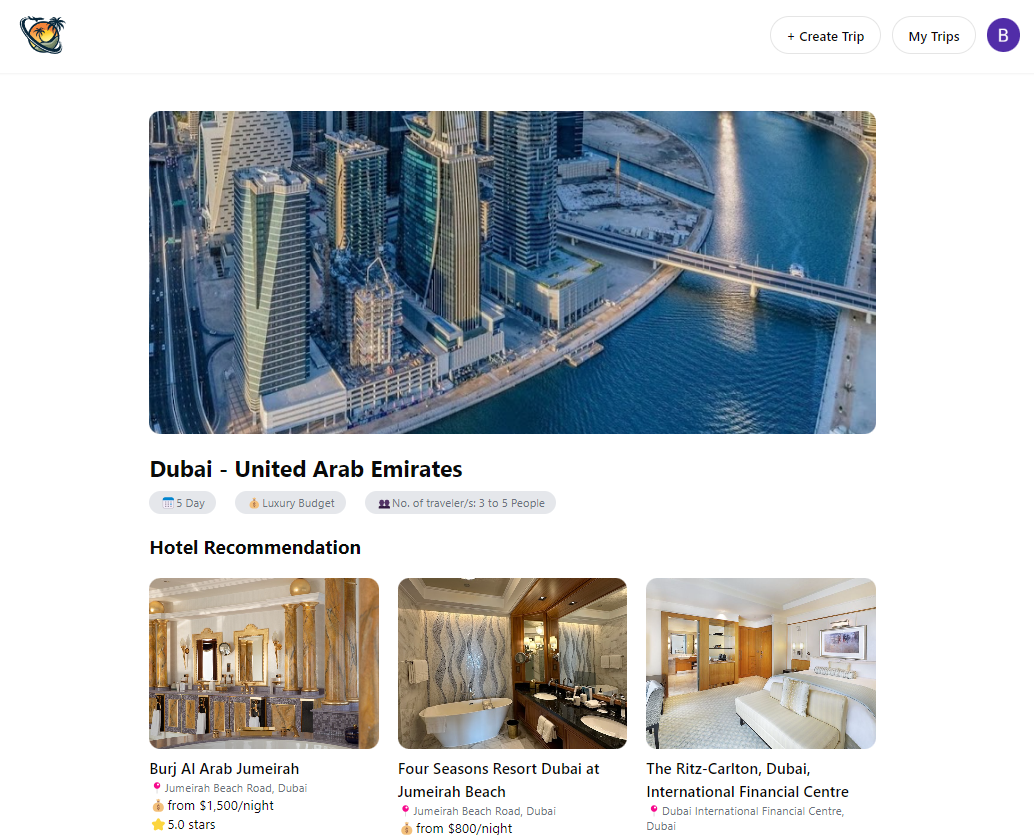 + Create Trip
My Trips
B
Dubai - United Arab Emirates
5 Day
Luxury Budget
No. of traveler/s: 3 to 5 People
Hotel Recommendation
Burj Al Arab Jumeirah
Jumeirah Beach Road, Dubai
from $1,500/night
5.0 stars
Four Seasons Resort Dubai at
Jumeirah Beach
Jumeirah Beach Road, Dubai
from $800/night
The Ritz-Carlton, Dubai,
International Financial Centre
Dubai International Financial Centre,
Dubai